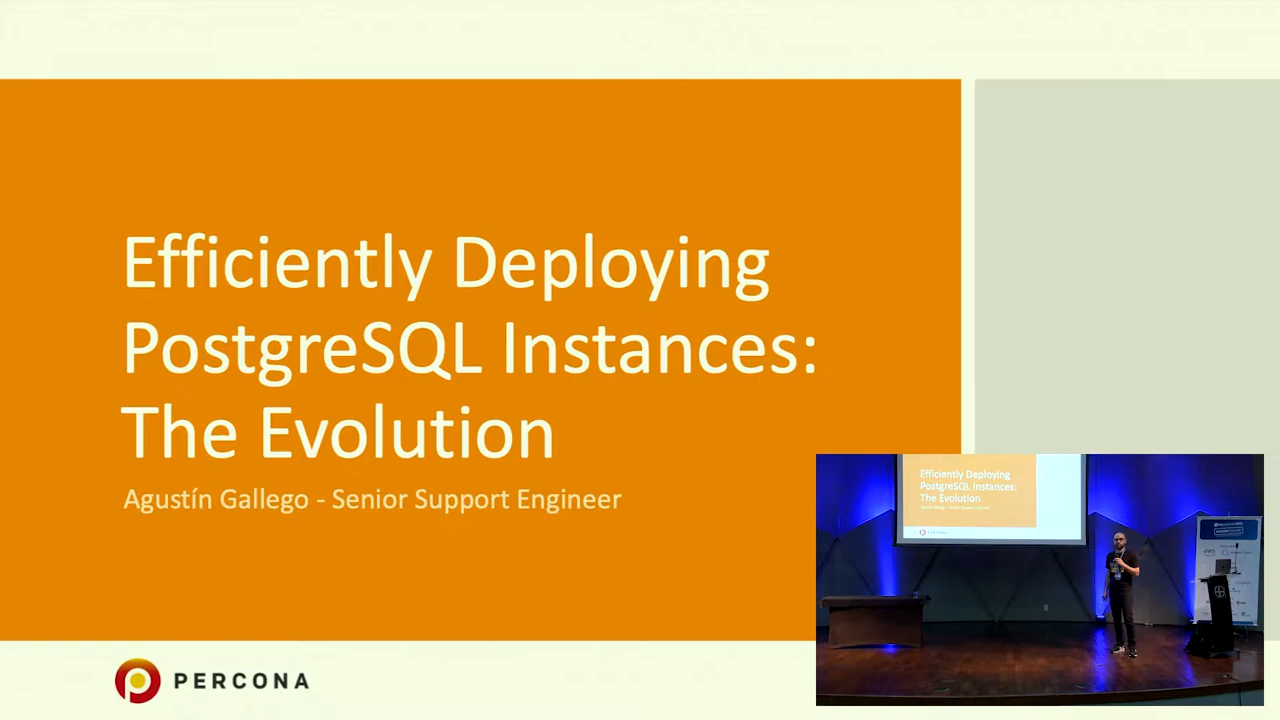 Efficiently Deploying
PostgreSQL Instances:
The Evolution
Agustín Gallego - Senior Support Engineer
PERCONA
Efficiently Deploying
PostgreSQL Instances:
The Evolution